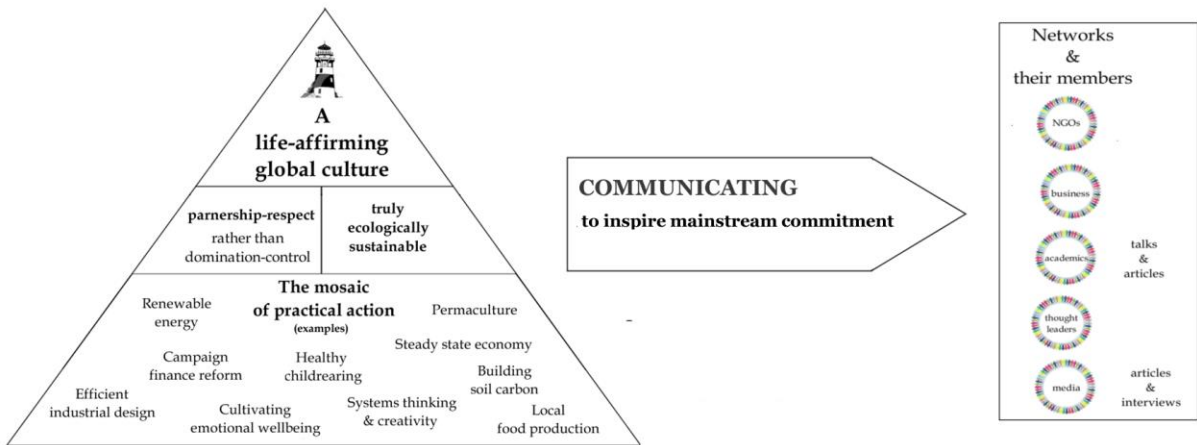 A
life-affirming
global culture
parnership-respect
rather than
domination-control
truly
ecologically
sustainable
The mosaic
of practical action
(examples)
Renewable
energy
Permaculture
Steady state economy
Campaign
finance reform
Healthy
childrearing
Building
soil carbon
Efficient
industrial design
Cultivating
emotional wellbeing
Systems thinking
& creativity
Local
food production
COMMUNICATING
to inspire mainstream commitment
Networks
&
their members
NGOs
business
academics
talks
&
articles
thought
leaders
media
articles
&
interviews